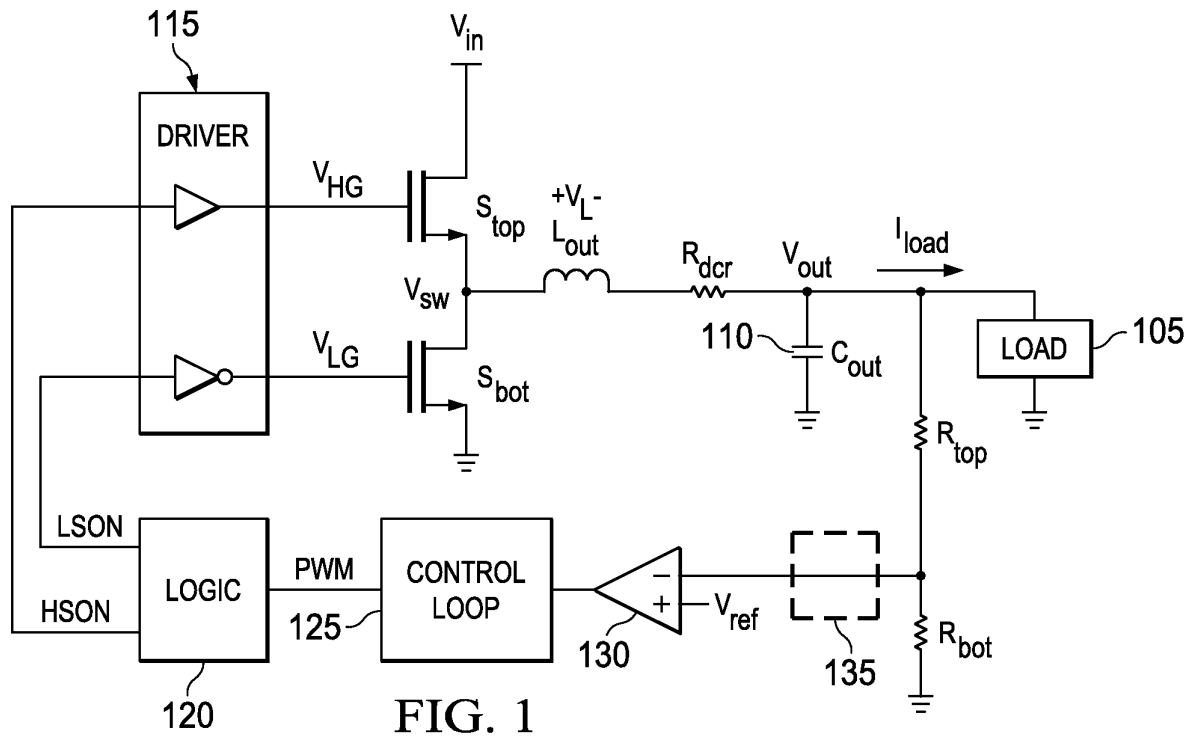 115
V_in
DRIVER
V_HG
S_top
+V_L-
L_out
R_dcr
V_out
I_load
V_sw
V_LG
S_bot
110
C_out
LOAD
105
R_top
LSON
HSON
LOGIC
PWM
CONTROL
LOOP
125
-
+
V_ref
130
135
R_bot
120
FIG. 1